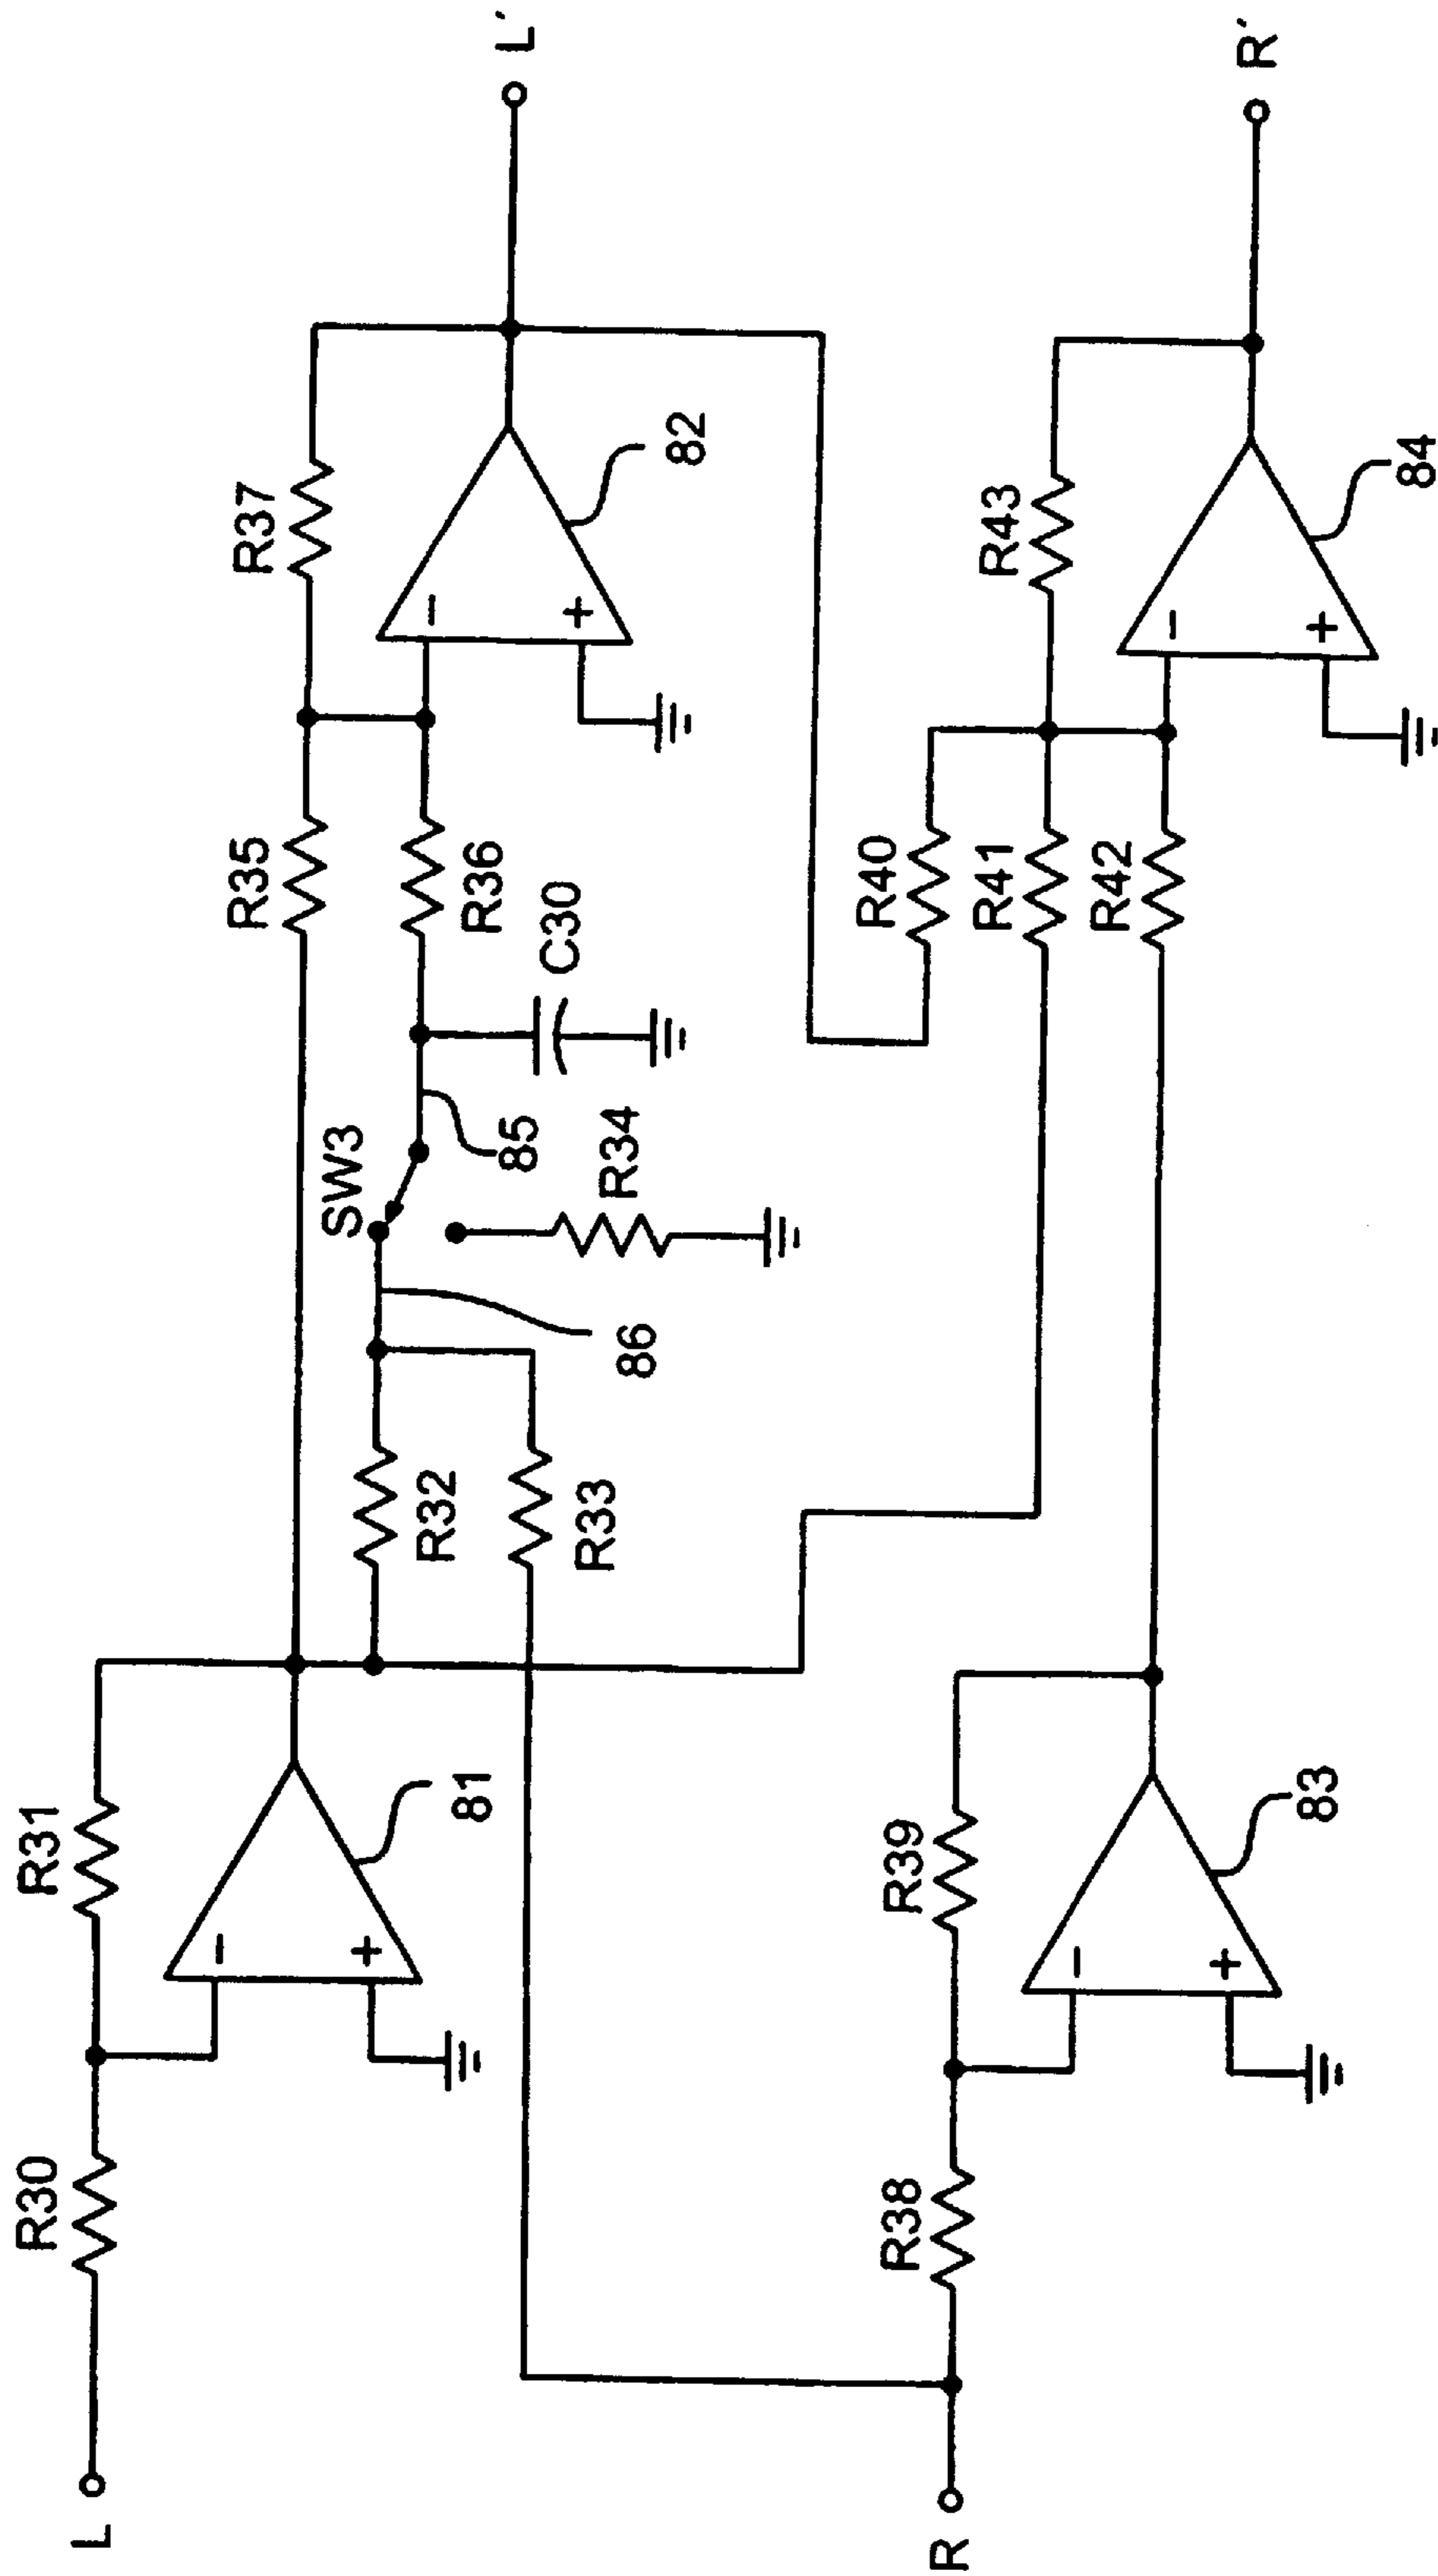 L
R30
R31
81
R32
R33
86
SW3
R34
85
C30
R35
R36
R37
82
L'
R
R38
R39
83
R40
R41
R42
R43
84
R'
-
+
-
+
-
+
-
+